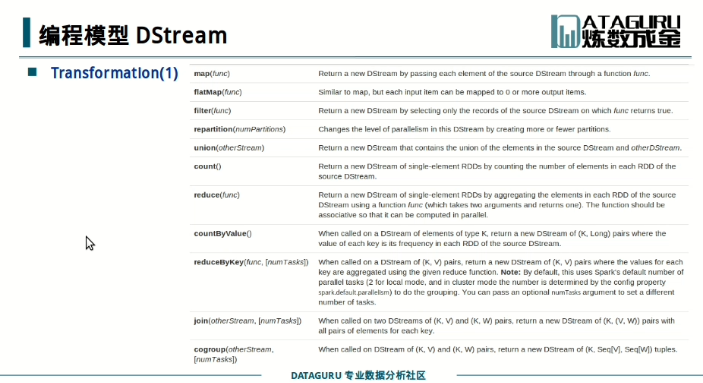 编程模型 DStream
DATAGURU
炼数成金
Transformation(1)
map(func) Return a new DStream by passing each element of the source DStream through a function func.
flatMap(func) Similar to map, but each input item can be mapped to 0 or more output items.
filter(func) Return a new DStream by selecting only the records of the source DStream on which func returns true.
repartition(numPartitions) Changes the level of parallelism in this DStream by creating more or fewer partitions.
union(otherStream) Return a new DStream that contains the union of the elements in the source DStream and otherDStream.
count() Return a new DStream of single-element RDDs by counting the number of elements in each RDD of the
source DStream.
reduce(func) Return a new DStream of single-element RDDs by aggregating the elements in each RDD of the source
DStream using a function func (which takes two arguments and returns one). The function should be
associative so that it can be computed in parallel.
countByValue() When called on a DStream of elements of type K, return a new DStream of (K, Long) pairs where the
value of each key is its frequency in each RDD of the source DStream.
reduceByKey(func, [numTasks]) When called on a DStream of (K, V) pairs, return a new DStream of (K, V) pairs where the values for each
key are aggregated using the given reduce function. Note: By default, this uses Spark's default number of
parallel tasks (2 for local mode, and in cluster mode the number is determined by the config property
spark.default.parallelism) to do the grouping. You can pass an optional numTasks argument to set a different
number of tasks.
join(otherStream, [numTasks]) When called on two DStreams of (K, V) and (K, W) pairs, return a new DStream of (K, (V, W)) pairs with
all pairs of elements for each key.
cogroup(otherStream, When called on DStream of (K, V) and (K, W) pairs, return a new DStream of (K, Seq[V], Seq[W]) tuples.
[numTasks])
DATAGURU 专业数据分析社区